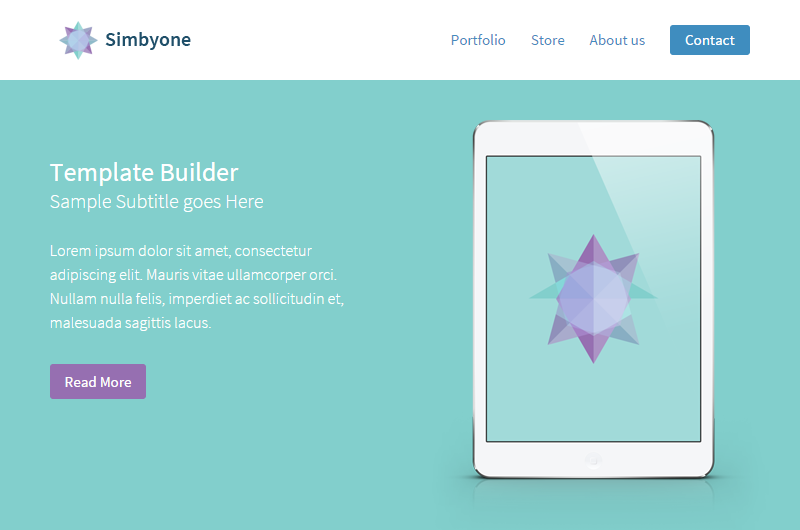 Simbyone
Portfolio
Store
About us
Contact
Template Builder
Sample Subtitle goes Here
Lorem ipsum dolor sit amet, consectetur
adipiscing elit. Mauris vitae ullamcorper orci.
Nullam nulla felis, imperdiet ac sollicitudin et,
malesuada sagittis lacus.
Read More